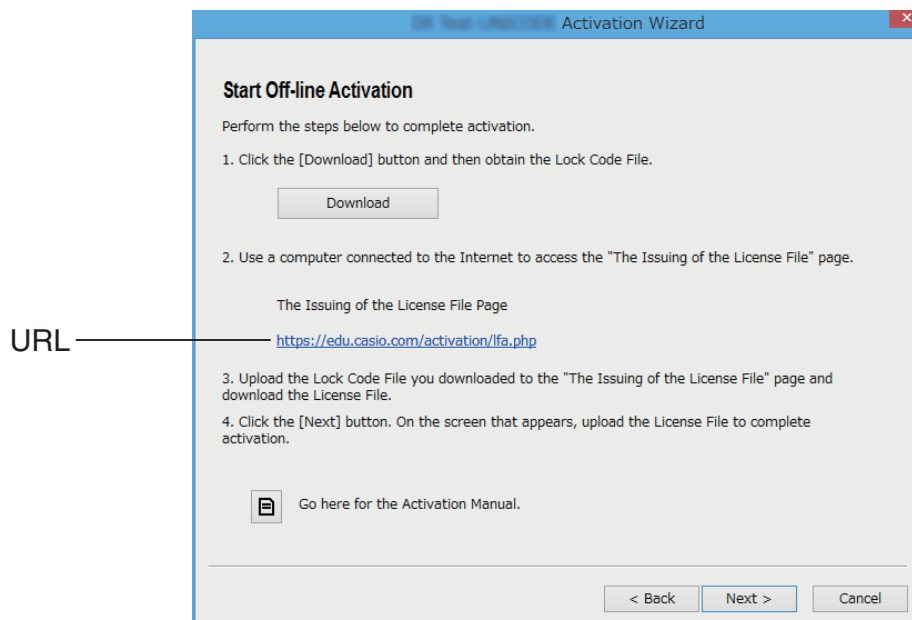 Activation Wizard
Start Off-line Activation
Perform the steps below to complete activation.
1. Click the [Download] button and then obtain the Lock Code File.
Download
2. Use a computer connected to the Internet to access the "The Issuing of the License File" page.
The Issuing of the License File Page
URL
https://edu.casio.com/activation/lfa.php
3. Upload the Lock Code File you downloaded to the "The Issuing of the License File" page and
download the License File.
4. Click the [Next] button. On the screen that appears, upload the License File to complete
activation.
Go here for the Activation Manual.
< Back Next > Cancel